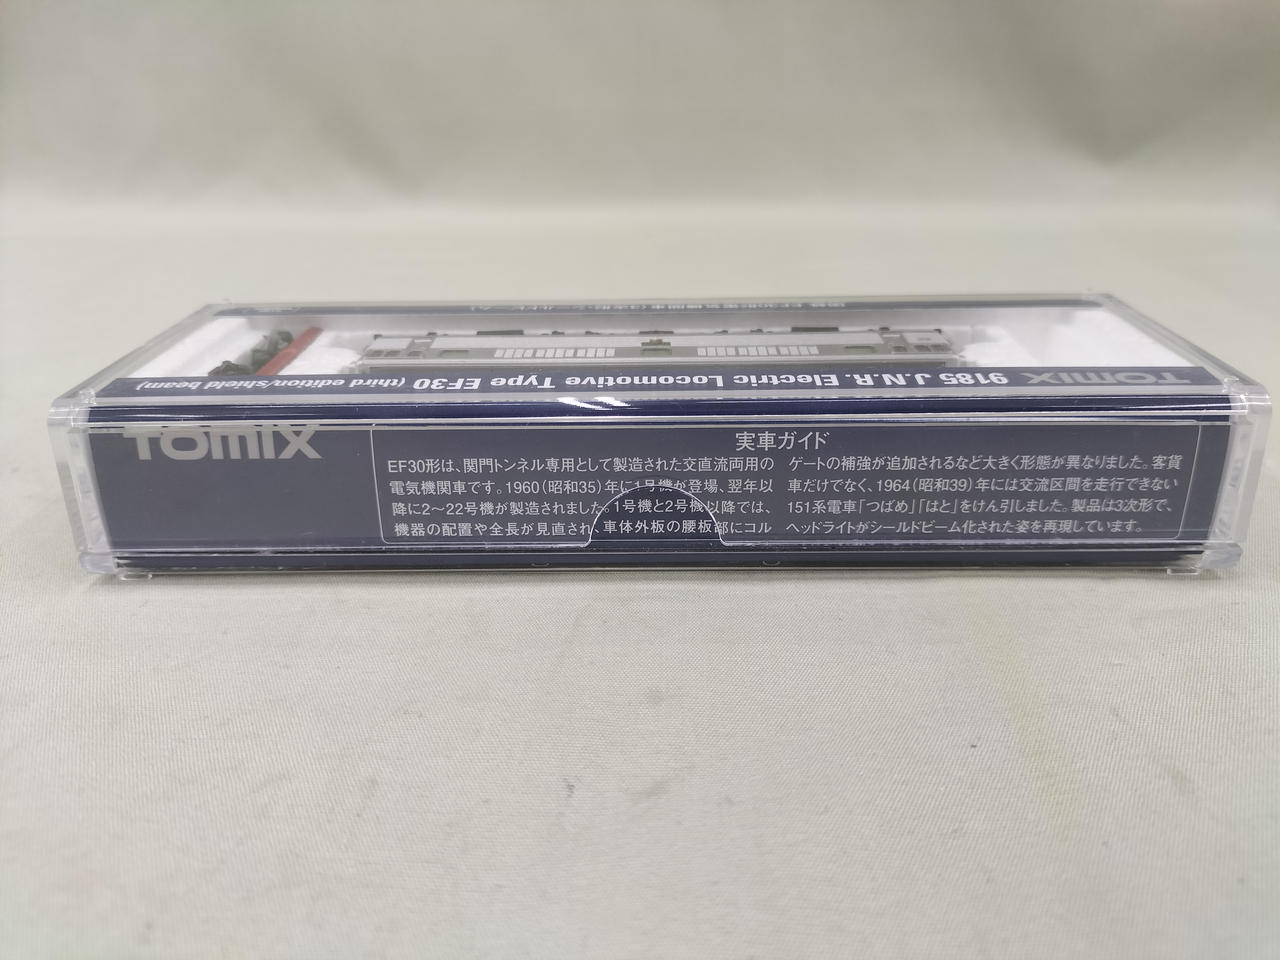 TOMIX 9185 J.N.R. Electric Locomotive Type EF30 (third edition/shield beam)
TOMIX
実車ガイド
EF30形は、関門トンネル専用として製造された交直流両用の
電気機関車です。1960(昭和35)年に1号機が登場、翌年以
降に2〜22号機が製造されました。1号機と2号機以降では、
機器の配置や全長が見直され、車体外板の腰板部にコル
ゲートの補強が追加されるなど大きく形態が異なりました。客貨
車だけでなく、1964(昭和39)年には交流区間を走行できない
151系電車「つばめ」「はと」をけん引しました。製品は3次形で、
ヘッドライトがシールドビーム化された姿を再現しています。